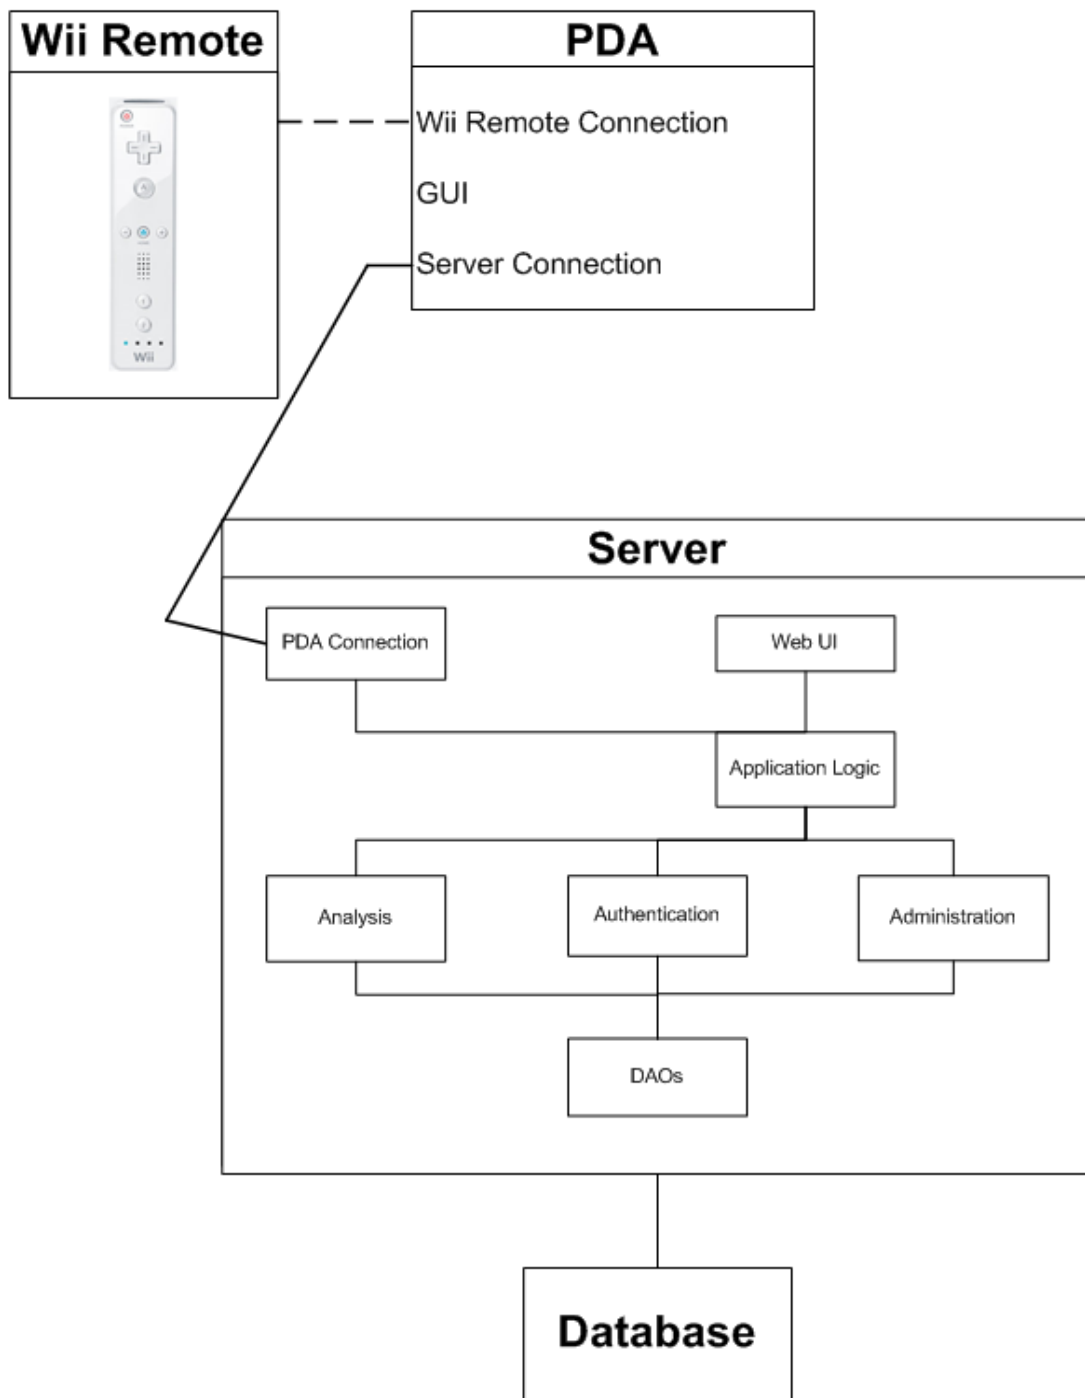 Wii Remote
PDA
Wii Remote Connection
GUI
Server Connection
Wii
Server
PDA Connection
Web UI
Application Logic
Analysis
Authentication
Administration
DAOs
Database